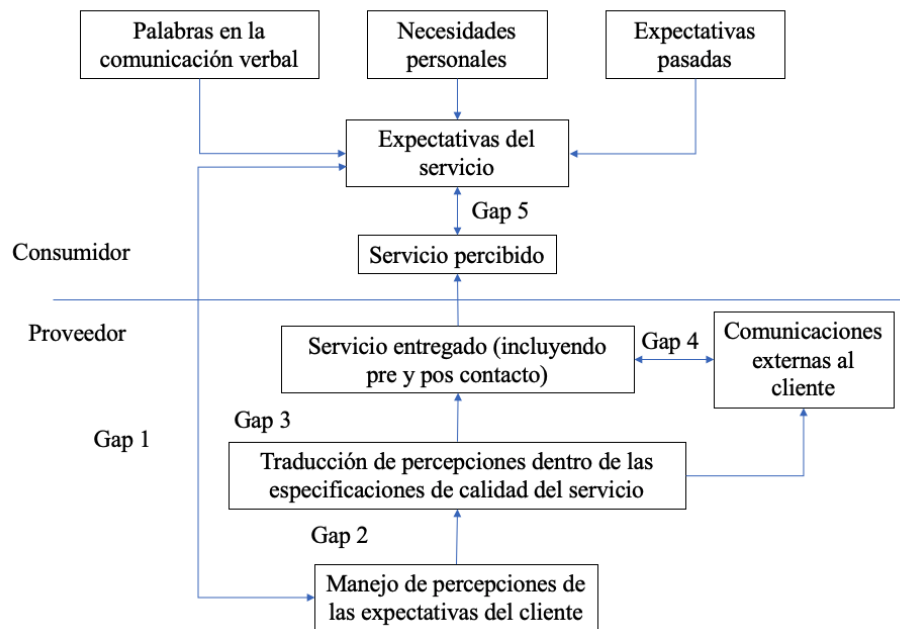 Palabras en la
comunicación verbal
Necesidades
personales
Expectativas
pasadas
Expectativas del
servicio
Gap 5
Consumidor
Servicio percibido
Proveedor
Servicio entregado (incluyendo
pre y pos contacto)
Gap 4
Comunicaciones
externas al
cliente
Gap 1
Gap 3
Traducción de percepciones dentro de las
especificaciones de calidad del servicio
Gap 2
Manejo de percepciones de
las expectativas del cliente